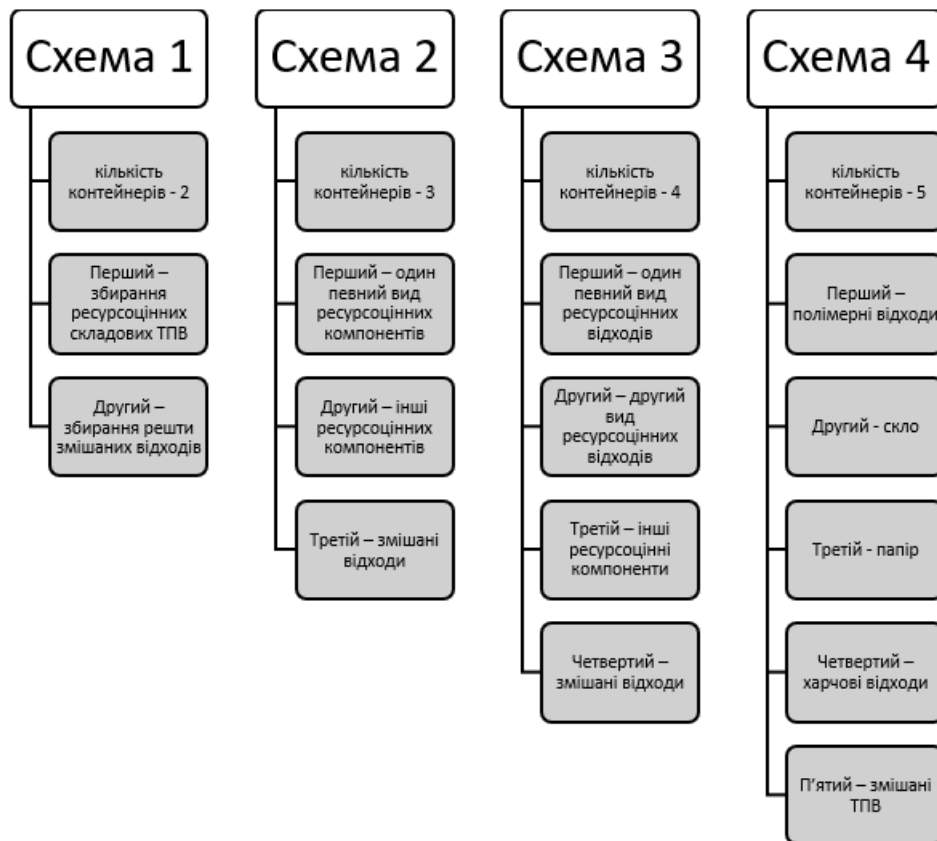 Схема 1
кількість
контейнерів - 2
Перший –
збирання
ресурсоцінних
складових ТПВ
Другий –
збирання решти
змішаних відходів
Схема 2
кількість
контейнерів - 3
Перший – один
певний вид
ресурсоцінних
компонентів
Другий – інші
ресурсоцінних
компонентів
Третій – змішані
відходи
Схема 3
кількість
контейнерів - 4
Перший – один
певний вид
ресурсоцінних
відходів
Другий – другий
вид
ресурсоцінних
відходів
Третій – інші
ресурсоцінні
компоненти
Четвертий –
змішані відходи
Схема 4
кількість
контейнерів - 5
Перший –
полімерні відходи
Другий - скло
Третій - папір
Четвертий –
харчові відходи
П’ятий – змішані
ТПВ